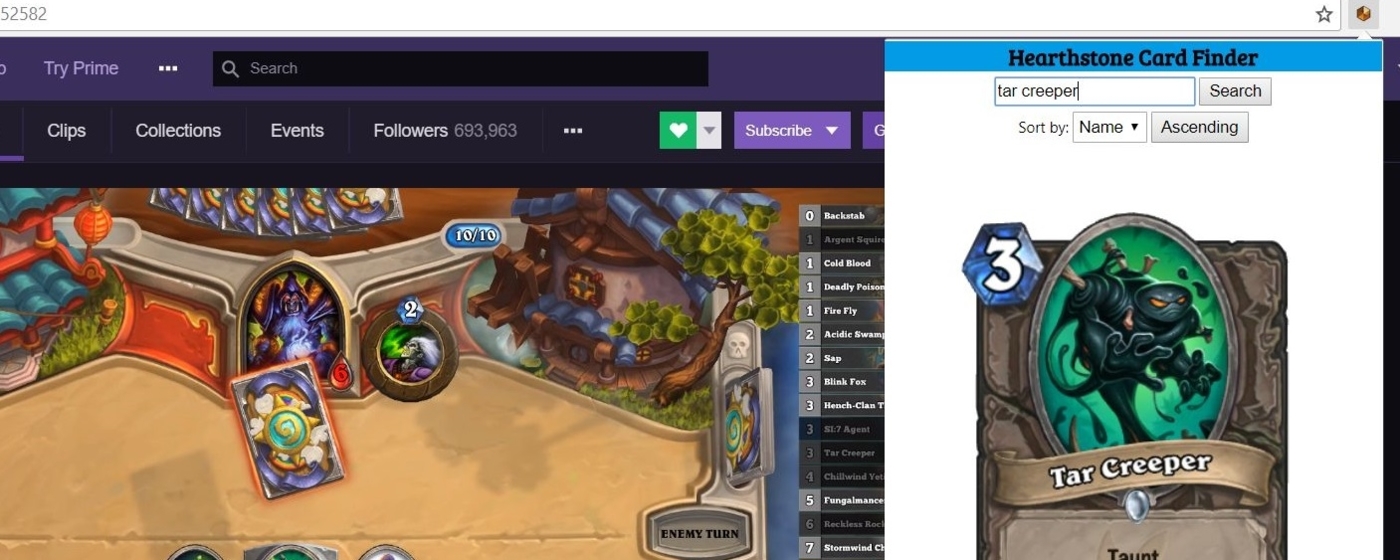 52582
Try Prime
Search
Clips
Collections
Events
Followers 693,963
Subscribe
G
10/10
2
6
ENEMY TURN
0 Backstab
1 Argent Squire
1 Cold Blood
1 Deadly Poison
1 Fire Fly
2 Acidic Swamp
2 Sap
3 Blink Fox
3 Hench-Clan T
3 SI:7 Agent
3 Tar Creeper
4 Chillwind Yeti
5 Fungalmance
6 Reckless Rock
7 Stormwind Ch
Hearthstone Card Finder
tar creeper
Search
Sort by: Name Ascending
3
Tar Creeper
Taunt